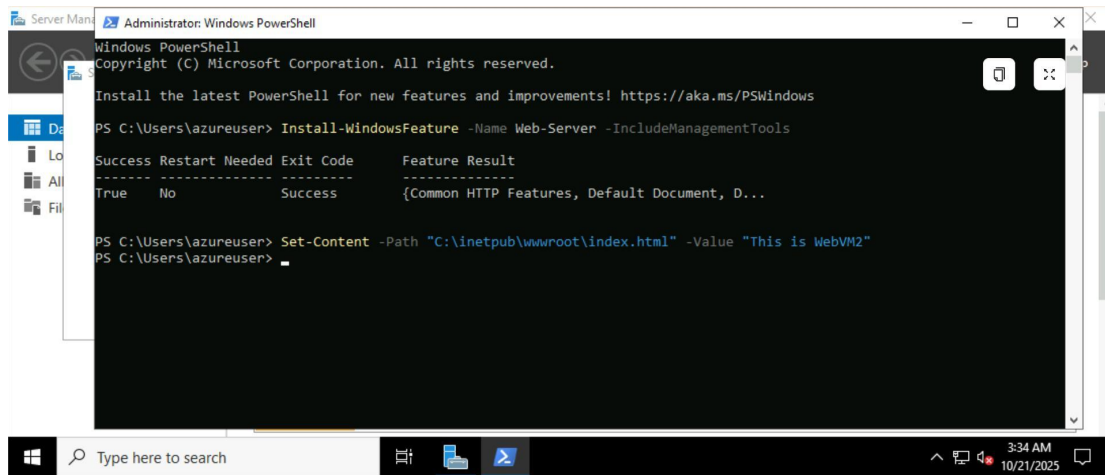 Server Mana
Administrator: Windows PowerShell
Windows PowerShell
Copyright (C) Microsoft Corporation. All rights reserved.
Install the latest PowerShell for new features and improvements! https://aka.ms/PSWindows
PS C:\Users\azureuser> Install-WindowsFeature -Name Web-Server -IncludeManagementTools
Success Restart Needed Exit Code      Feature Result
------- -------------- ---------      --------------
True    No             Success        {Common HTTP Features, Default Document, D...
PS C:\Users\azureuser> Set-Content -Path "C:\inetpub\wwwroot\index.html" -Value "This is WebVM2"
PS C:\Users\azureuser>
S
Da
Lo
All
Fil
Type here to search
3:34 AM
10/21/2025